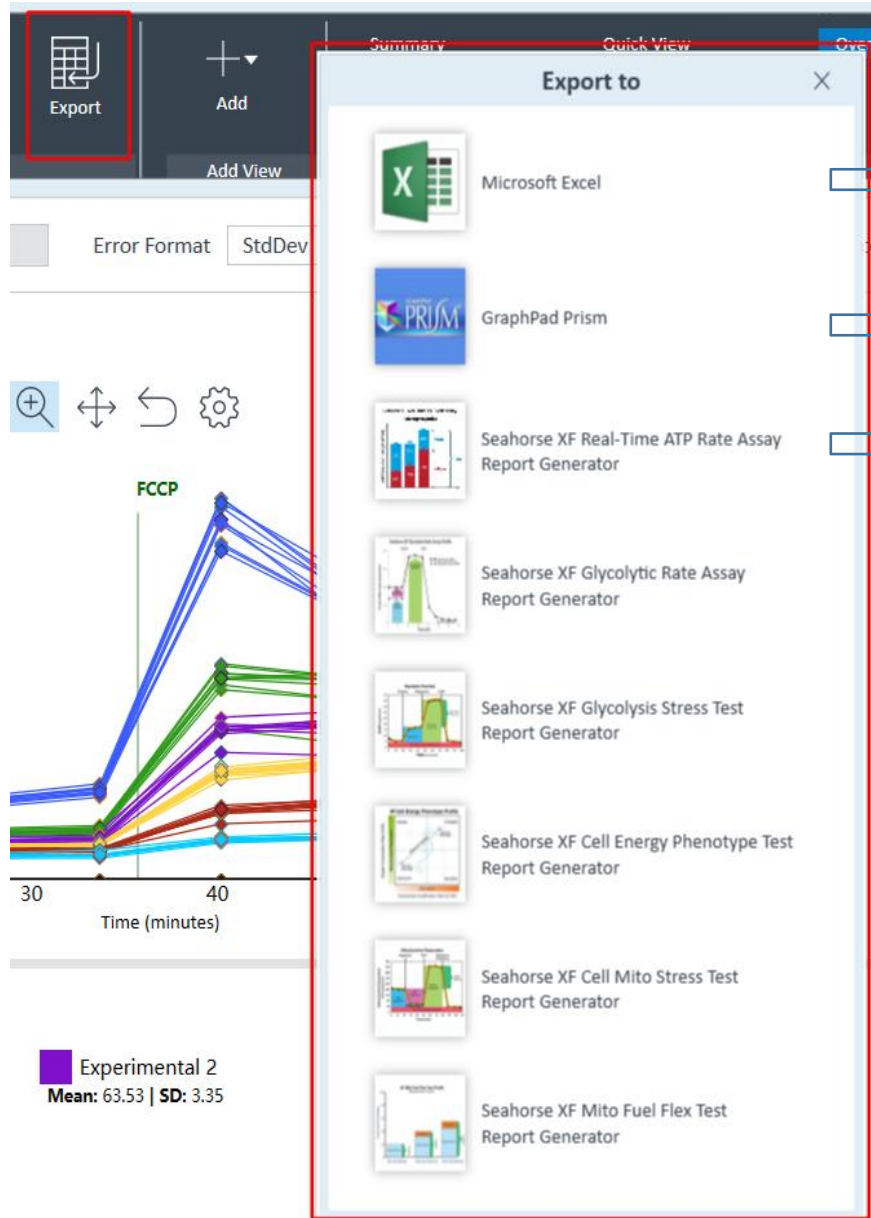 Export
Add
Add View
Summary
Quick View
Export to
Microsoft Excel
PRISM
GraphPad Prism
Seahorse XF Real-Time ATP Rate Assay
Report Generator
Seahorse XF Glycolytic Rate Assay
Report Generator
Seahorse XF Glycolysis Stress Test
Report Generator
Seahorse XF Cell Energy Phenotype Test
Report Generator
Seahorse XF Cell Mito Stress Test
Report Generator
Seahorse XF Mito Fuel Flex Test
Report Generator
Error Format StdDev
FCCP
30 40
Time (minutes)
Experimental 2
Mean: 63.53 | SD: 3.35